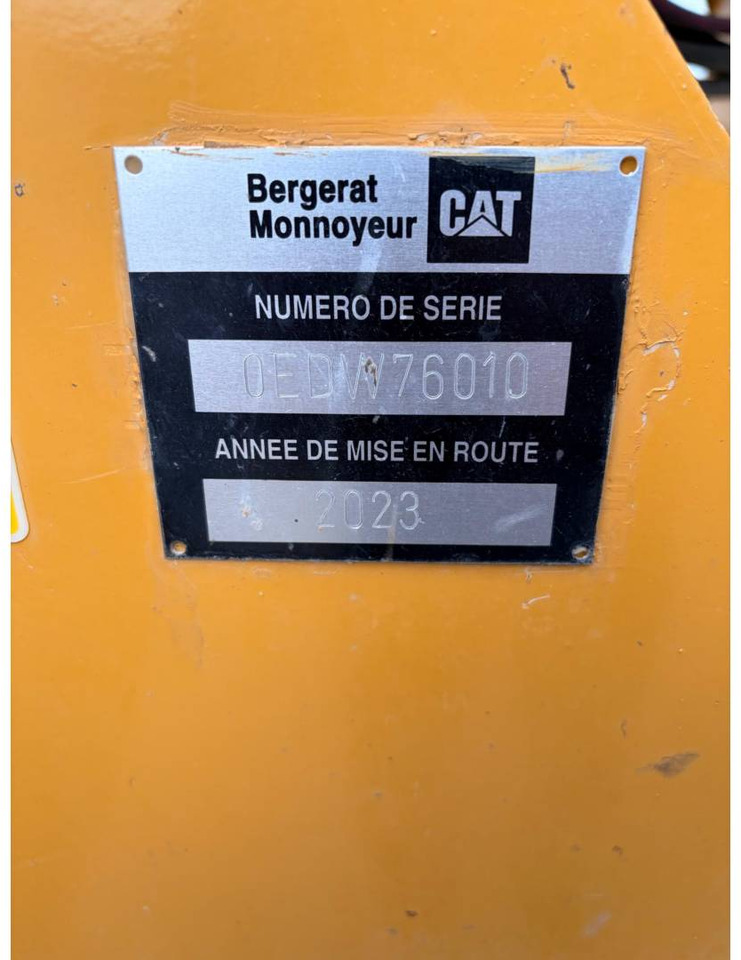 Bergerat
Monnoyeur
CAT
NUMERO DE SERIE
0EDW76010
ANNEE DE MISE EN ROUTE
2023